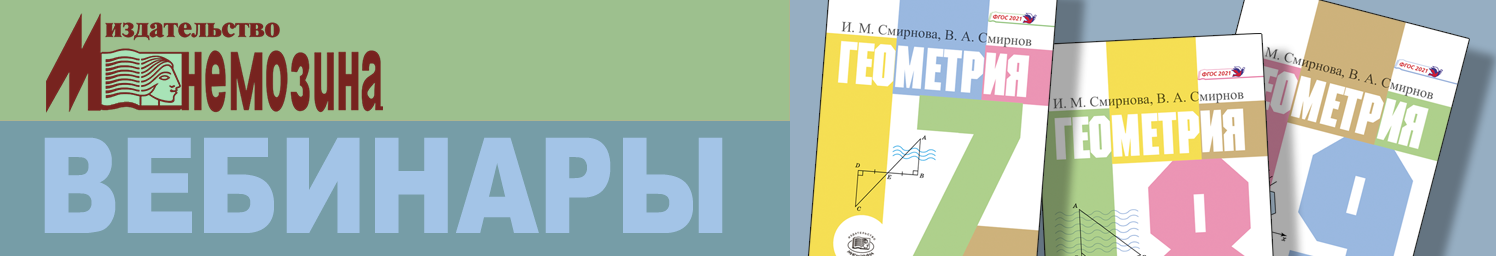 издательство
Мнемозина
ВЕБИНАРЫ
ФГОС 2021
И. М. Смирнова, В. А. Смирнов
ГЕОМЕТРИЯ
7
A
D
E
B
C
ФГОС 2021
И. М. Смирнова, В. А. Смирнов
ГЕОМЕТРИЯ
8
A
ФГОС 2021
М. Смирнова, В. А. Смирнов
ГЕОМЕТРИЯ
9